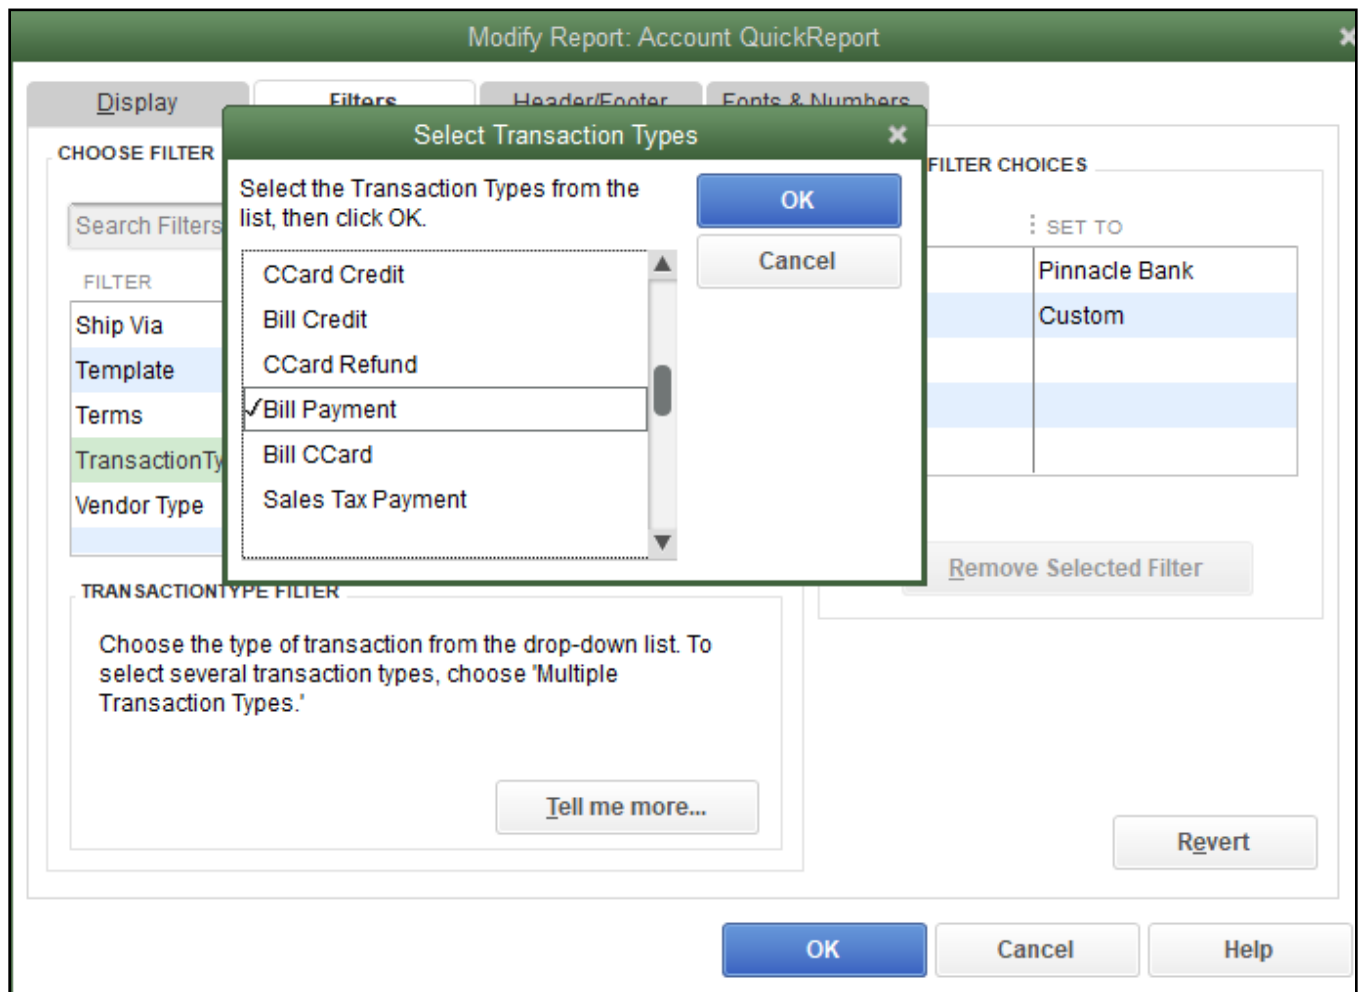 Modify Report: Account QuickReport
Display
Filters
Header/Footer
Fonts & Numbers
Select Transaction Types
CHOOSE FILTER
Search Filters
FILTER
Ship Via
Template
Terms
TransactionTy
Vendor Type
Select the Transaction Types from the
list, then click OK.
OK
Cancel
CCard Credit
Bill Credit
CCard Refund
✓Bill Payment
Bill CCard
Sales Tax Payment
FILTER CHOICES
SET TO
Pinnacle Bank
Custom
Remove Selected Filter
TRANSACTIONTYPE FILTER
Choose the type of transaction from the drop-down list. To
select several transaction types, choose 'Multiple
Transaction Types.'
Tell me more...
Revert
OK
Cancel
Help